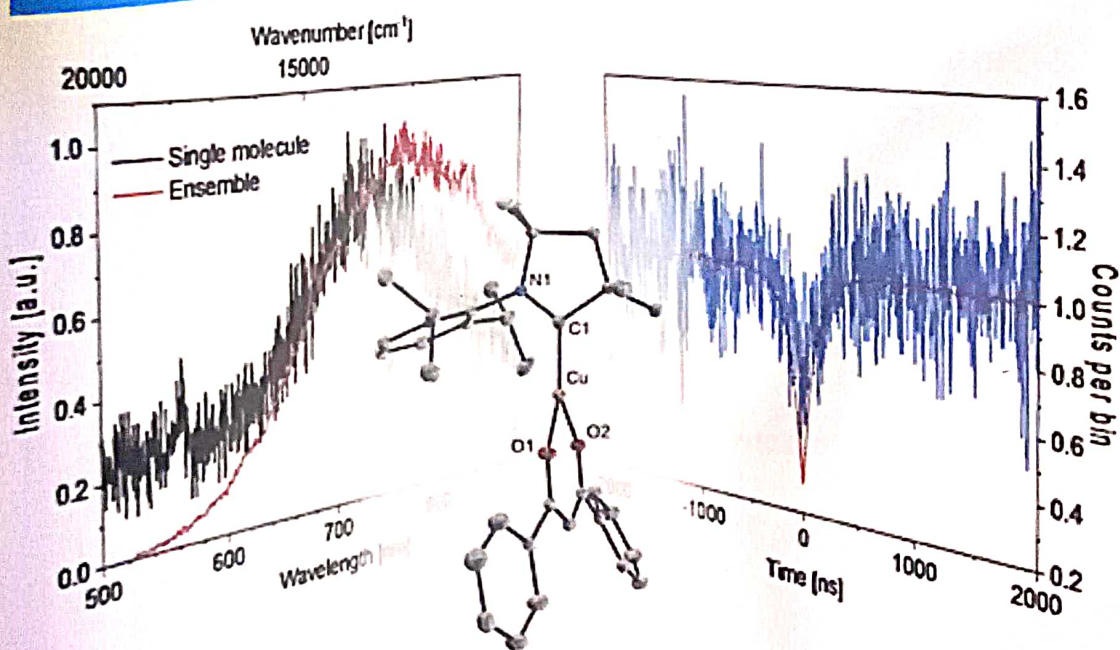 Wavenumber [cm⁻¹]
20000
15000
1.0
0.8
0.6
0.4
0.2
0.0
Intensity [a.u.]
Single molecule
Ensemble
500
600
700
Wavelength
N1
C1
Cu
O1
O2
-1000
0
1000
2000
Time [ns]
1.6
1.4
1.2
1.0
0.8
0.6
0.4
0.2
Counts per bin